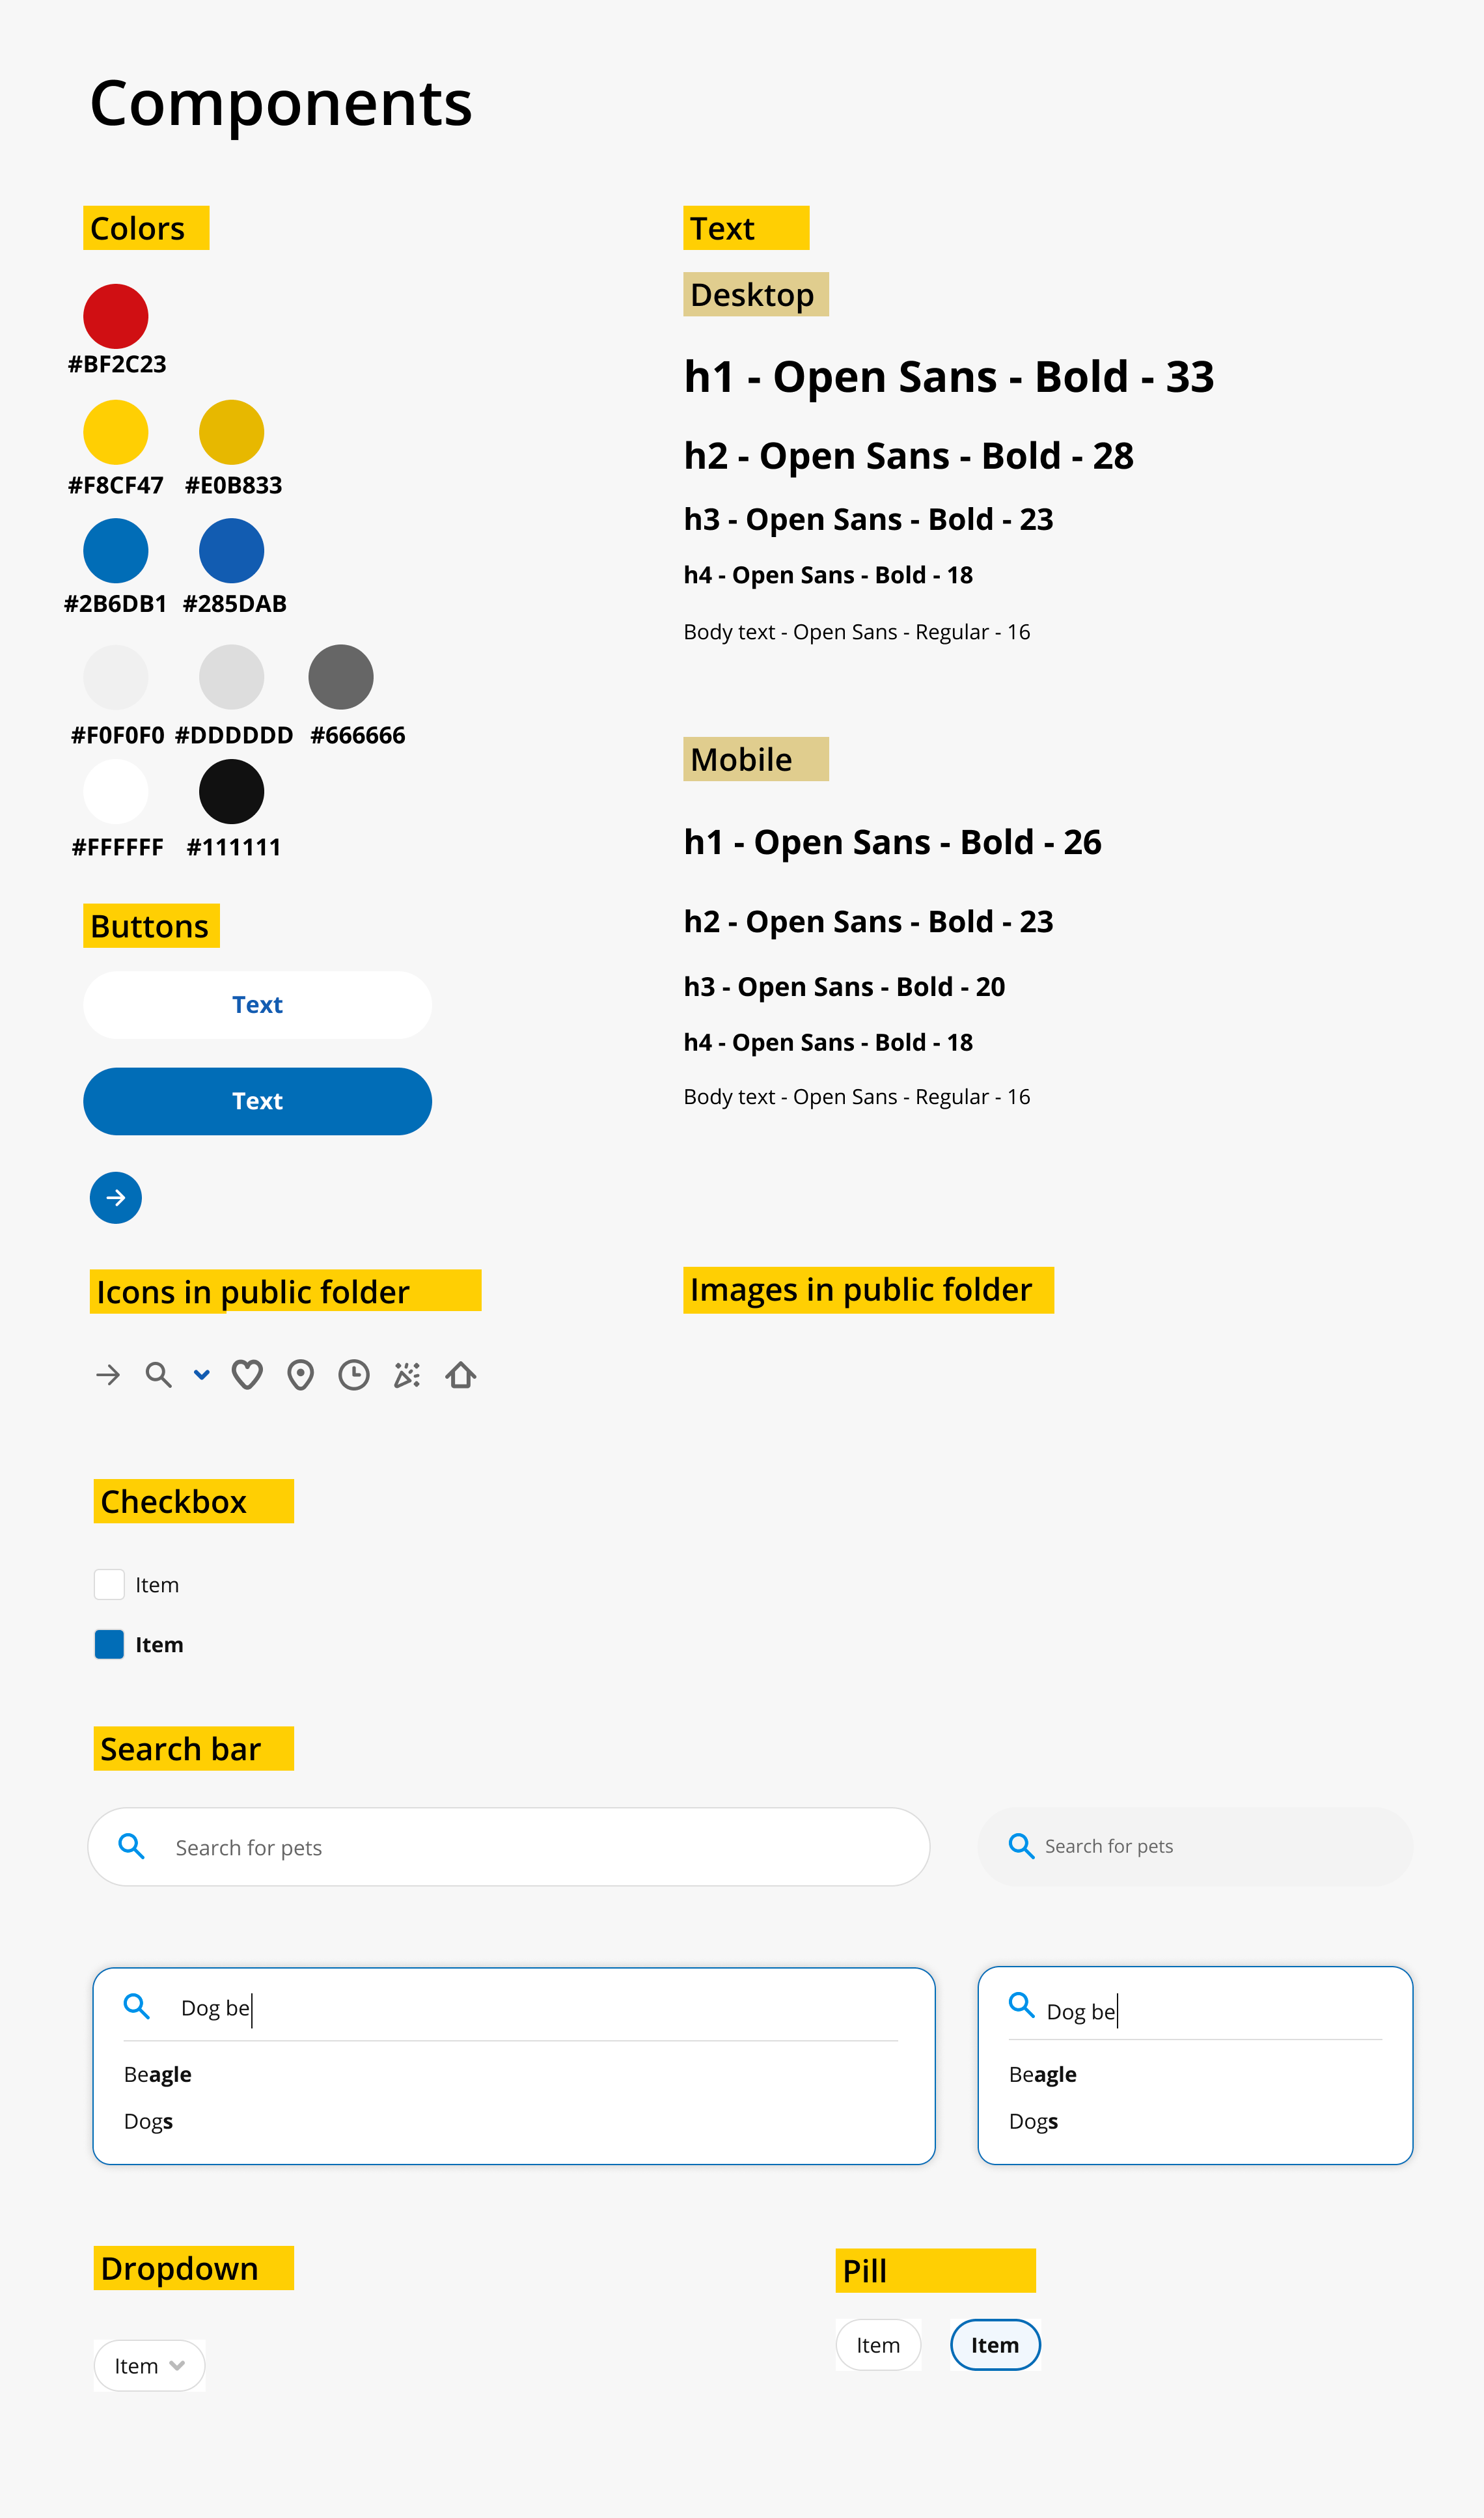 Components
Colors
#BF2C23
#F8CF47 #E0B833
#2B6DB1 #285DAB
#F0F0F0 #DDDDDD #666666
#FFFFFF #111111
Text
Desktop
h1 - Open Sans - Bold - 33
h2 - Open Sans - Bold - 28
h3 - Open Sans - Bold - 23
h4 - Open Sans - Bold - 18
Body text - Open Sans - Regular - 16
Mobile
h1 - Open Sans - Bold - 26
h2 - Open Sans - Bold - 23
h3 - Open Sans - Bold - 20
h4 - Open Sans - Bold - 18
Body text - Open Sans - Regular - 16
Buttons
Text
Text
Icons in public folder
Images in public folder
Checkbox
Item
Item
Search bar
Search for pets
Search for pets
Dog be
Beagle
Dogs
Dog be
Beagle
Dogs
Dropdown
Item
Pill
Item
Item